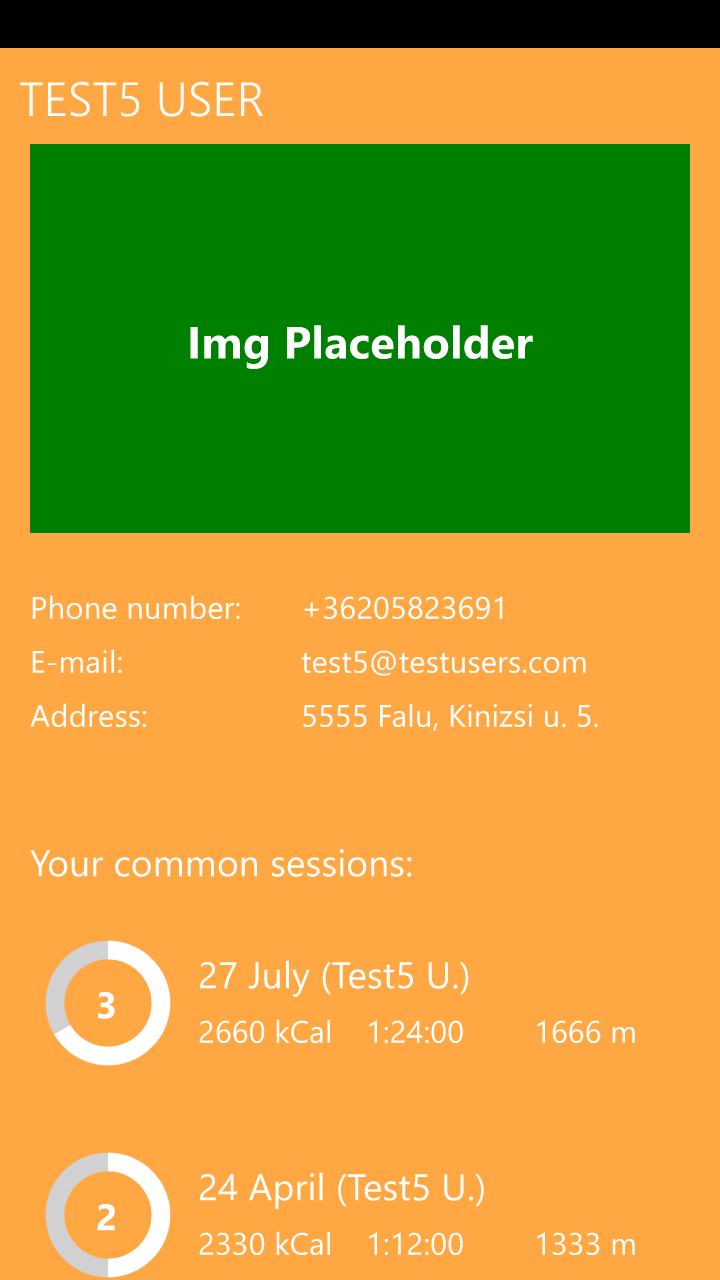 TEST5 USER
Img Placeholder
Phone number: +36205823691
E-mail: test5@testusers.com
Address: 5555 Falu, Kinizsi u. 5.
Your common sessions:
3
27 July (Test5 U.)
2660 kCal 1:24:00 1666 m
2
24 April (Test5 U.)
2330 kCal 1:12:00 1333 m